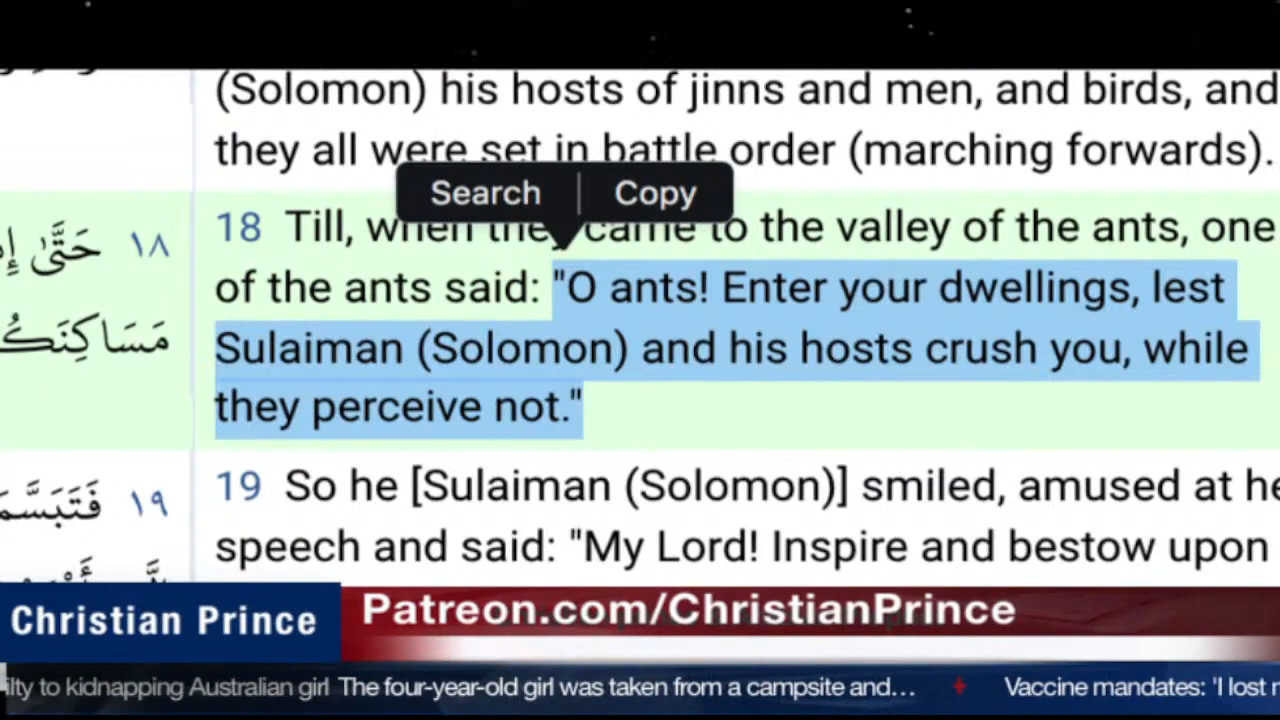 (Solomon) his hosts of jinns and men, and birds, and
they all were set in battle order (marching forwards).
Search Copy
١٨ حَتَّىٰ
18 Till, when they came to the valley of the ants, one
of the ants said: "O ants! Enter your dwellings, lest
Sulaiman (Solomon) and his hosts crush you, while
they perceive not."
١٩
19 So he [Sulaiman (Solomon)] smiled, amused at he
speech and said: "My Lord! Inspire and bestow upon
Christian Prince
Patreon.com/ChristianPrince
ilty to kidnapping Australian girl The four-year-old girl was taken from a campsite and… Vaccine mandates: 'I lost